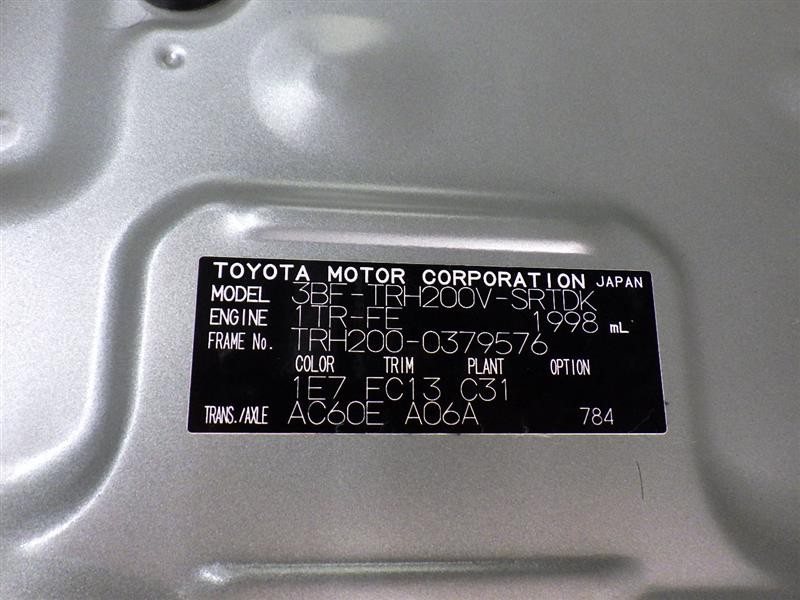 TOYOTA MOTOR CORPORATION JAPAN
MODEL 3BF-TRH200V-SRTDK
ENGINE 1TR-FE 1998 mL
FRAME No. TRH200-0379576
COLOR TRIM PLANT OPTION
1E7 FC13 C31
TRANS./AXLE AC60E A06A 784